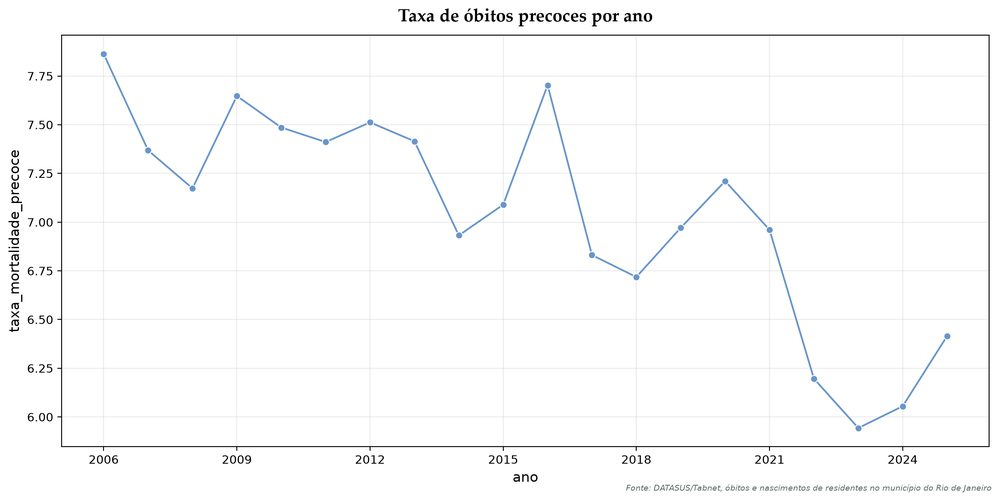 Taxa de óbitos precoces por ano
taxa_mortalidade_precoce
7.75
7.50
7.25
7.00
6.75
6.50
6.25
6.00
2006 2009 2012 2015 2018 2021 2024
ano
Fonte: DATASUS/Tabnet, óbitos e nascimentos de residentes no município do Rio de Janeiro